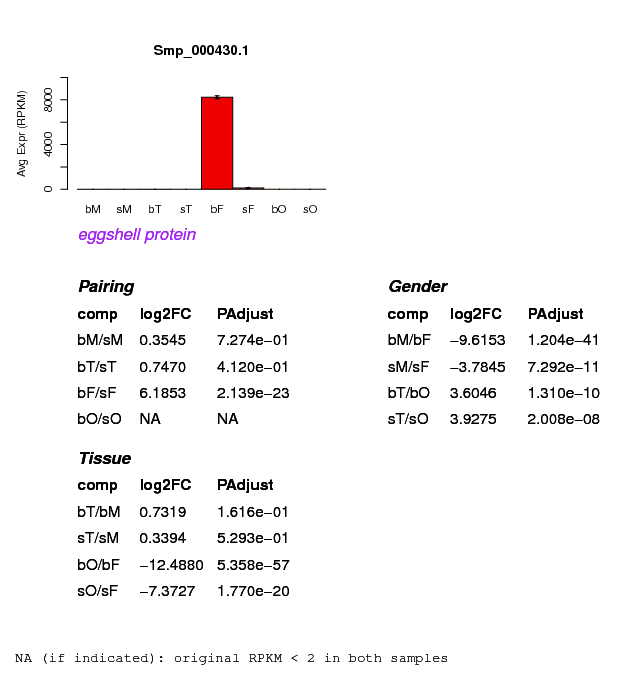 Smp_000430.1
Avg Expr (RPKM)
8000
4000
0
bM sM bT sT bF sF bO sO
eggshell protein
Pairing
comp log2FC PAdjust
bM/sM 0.3545 7.274e−01
bT/sT 0.7470 4.120e−01
bF/sF 6.1853 2.139e−23
bO/sO NA NA
Gender
comp log2FC PAdjust
bM/bF −9.6153 1.204e−41
sM/sF −3.7845 7.292e−11
bT/bO 3.6046 1.310e−10
sT/sO 3.9275 2.008e−08
Tissue
comp log2FC PAdjust
bT/bM 0.7319 1.616e−01
sT/sM 0.3394 5.293e−01
bO/bF −12.4880 5.358e−57
sO/sF −7.3727 1.770e−20
NA (if indicated): original RPKM < 2 in both samples